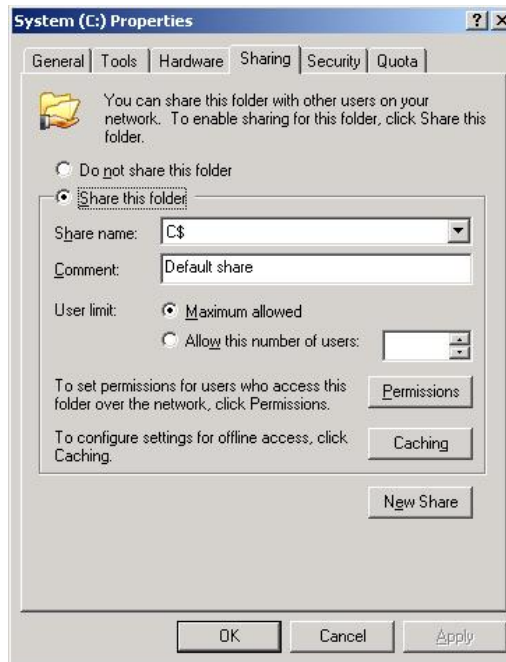 System (C:) Properties
General Tools Hardware Sharing Security Quota
You can share this folder with other users on your
network. To enable sharing for this folder, click Share this
folder.
Do not share this folder
Share this folder
Share name: C$
Comment: Default share
User limit: Maximum allowed
Allow this number of users:
To set permissions for users who access this
folder over the network, click Permissions.
Permissions
To configure settings for offline access, click
Caching.
Caching
New Share
OK Cancel Apply